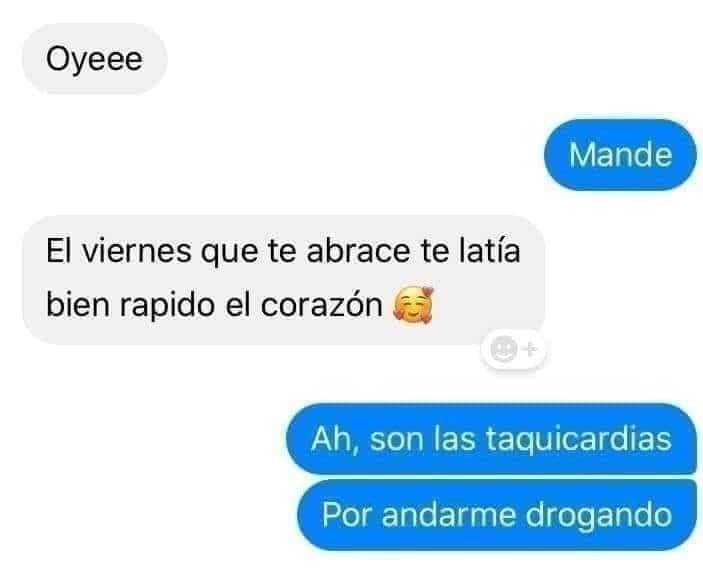 Oyeee
Mande
El viernes que te abrace te latía
bien rapido el corazón 🥰
Ah, son las taquicardias
Por andarme drogando